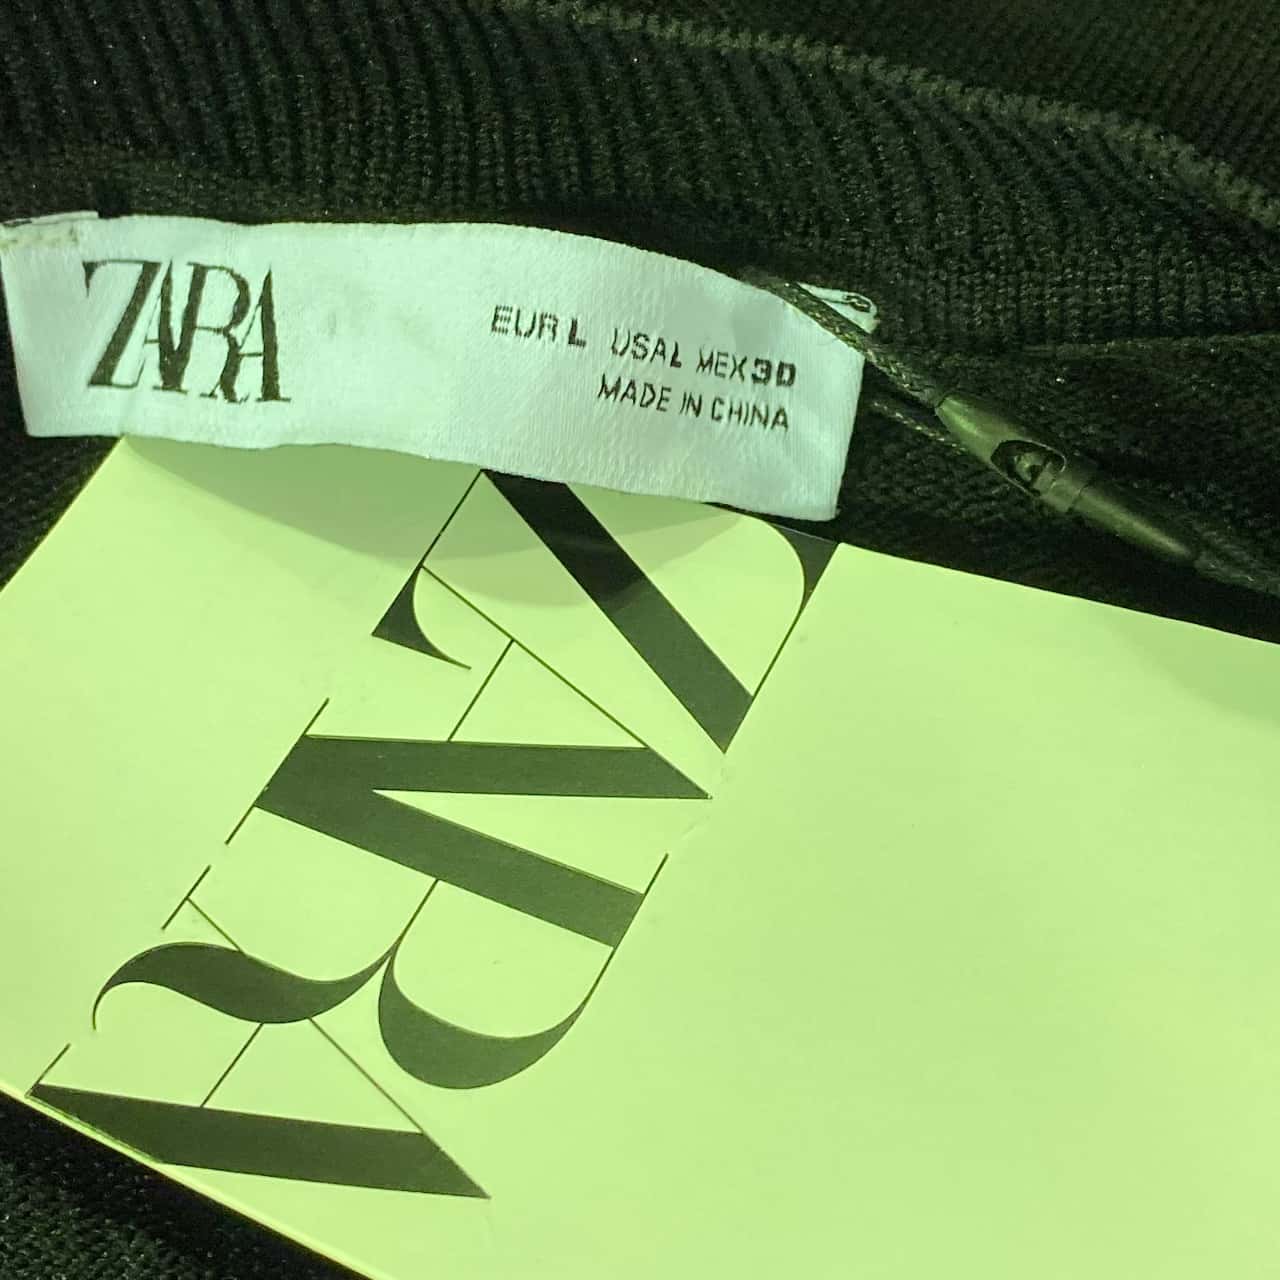 ZARA
EUR L USA L MEX 30
MADE IN CHINA
ZARA